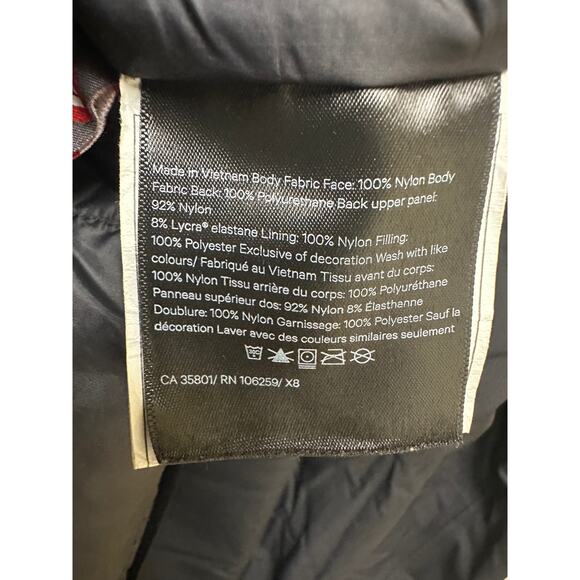 Made in Vietnam Body Fabric Face: 100% Nylon Body
Fabric Back: 100% Polyurethane Back upper panel:
92% Nylon
8% Lycra® elastane Lining: 100% Nylon Filling:
100% Polyester Exclusive of decoration Wash with like
colours/ Fabriqué au Vietnam Tissu avant du corps:
100% Nylon Tissu arrière du corps: 100% Polyuréthane
Panneau supérieur dos: 92% Nylon 8% Élasthanne
Doublure: 100% Nylon Garnissage: 100% Polyester Sauf la
décoration Laver avec des couleurs similaires seulement
CA 35801/ RN 106259/ X8